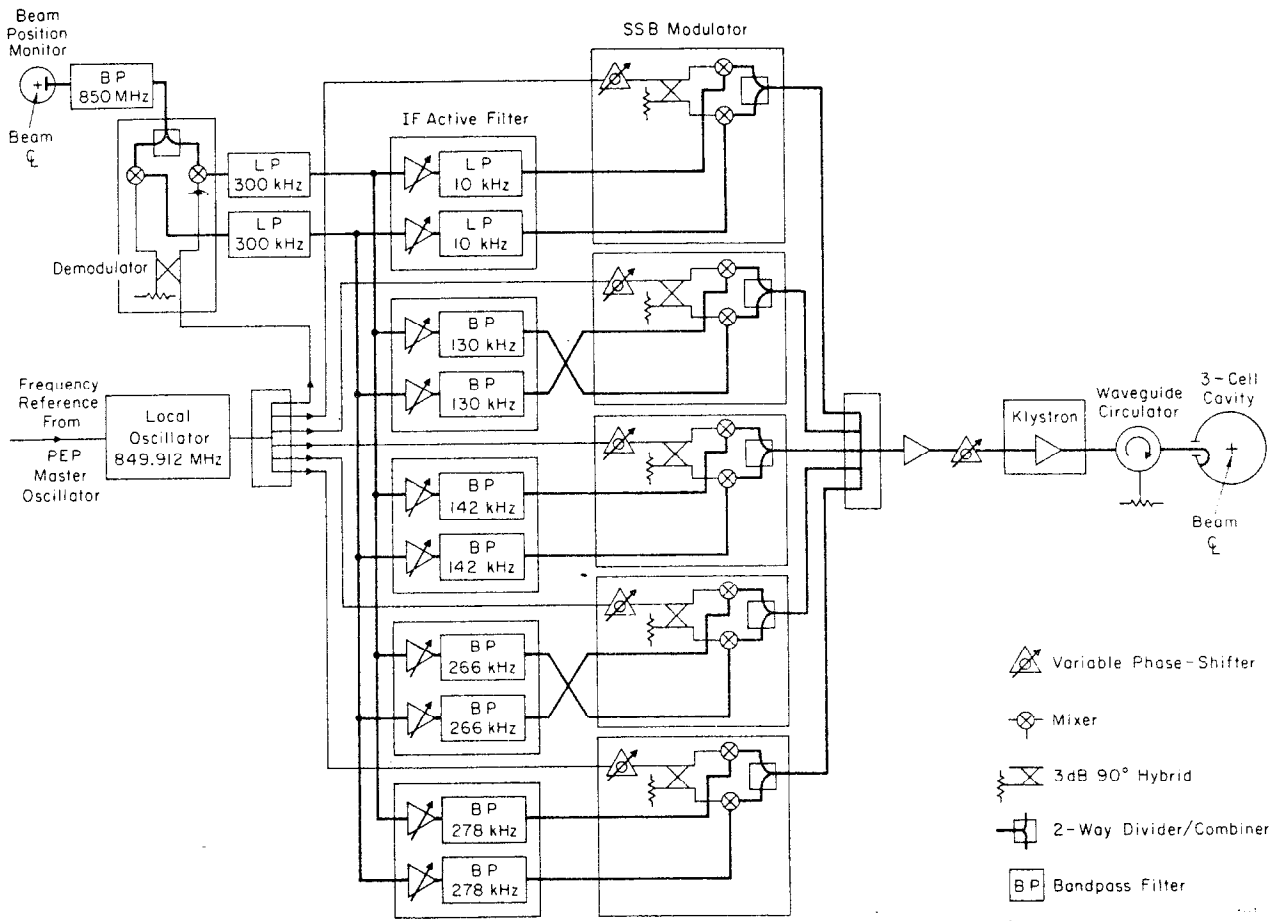 Beam
Position
Monitor
BP
850 MHz
Beam
℄
SSB Modulator
IF Active Filter
LP
300 kHz
LP
300 kHz
Demodulator
LP
10 kHz
LP
10 kHz
BP
130 kHz
BP
130 kHz
Frequency
Reference
From
PEP
Master
Oscillator
Local
Oscillator
849.912 MHz
BP
142 kHz
BP
142 kHz
BP
266 kHz
BP
266 kHz
BP
278 kHz
BP
278 kHz
Klystron
Waveguide
Circulator
3-Cell
Cavity
Beam
℄
Variable Phase-Shifter
Mixer
3dB 90° Hybrid
2-Way Divider/Combiner
BP Bandpass Filter